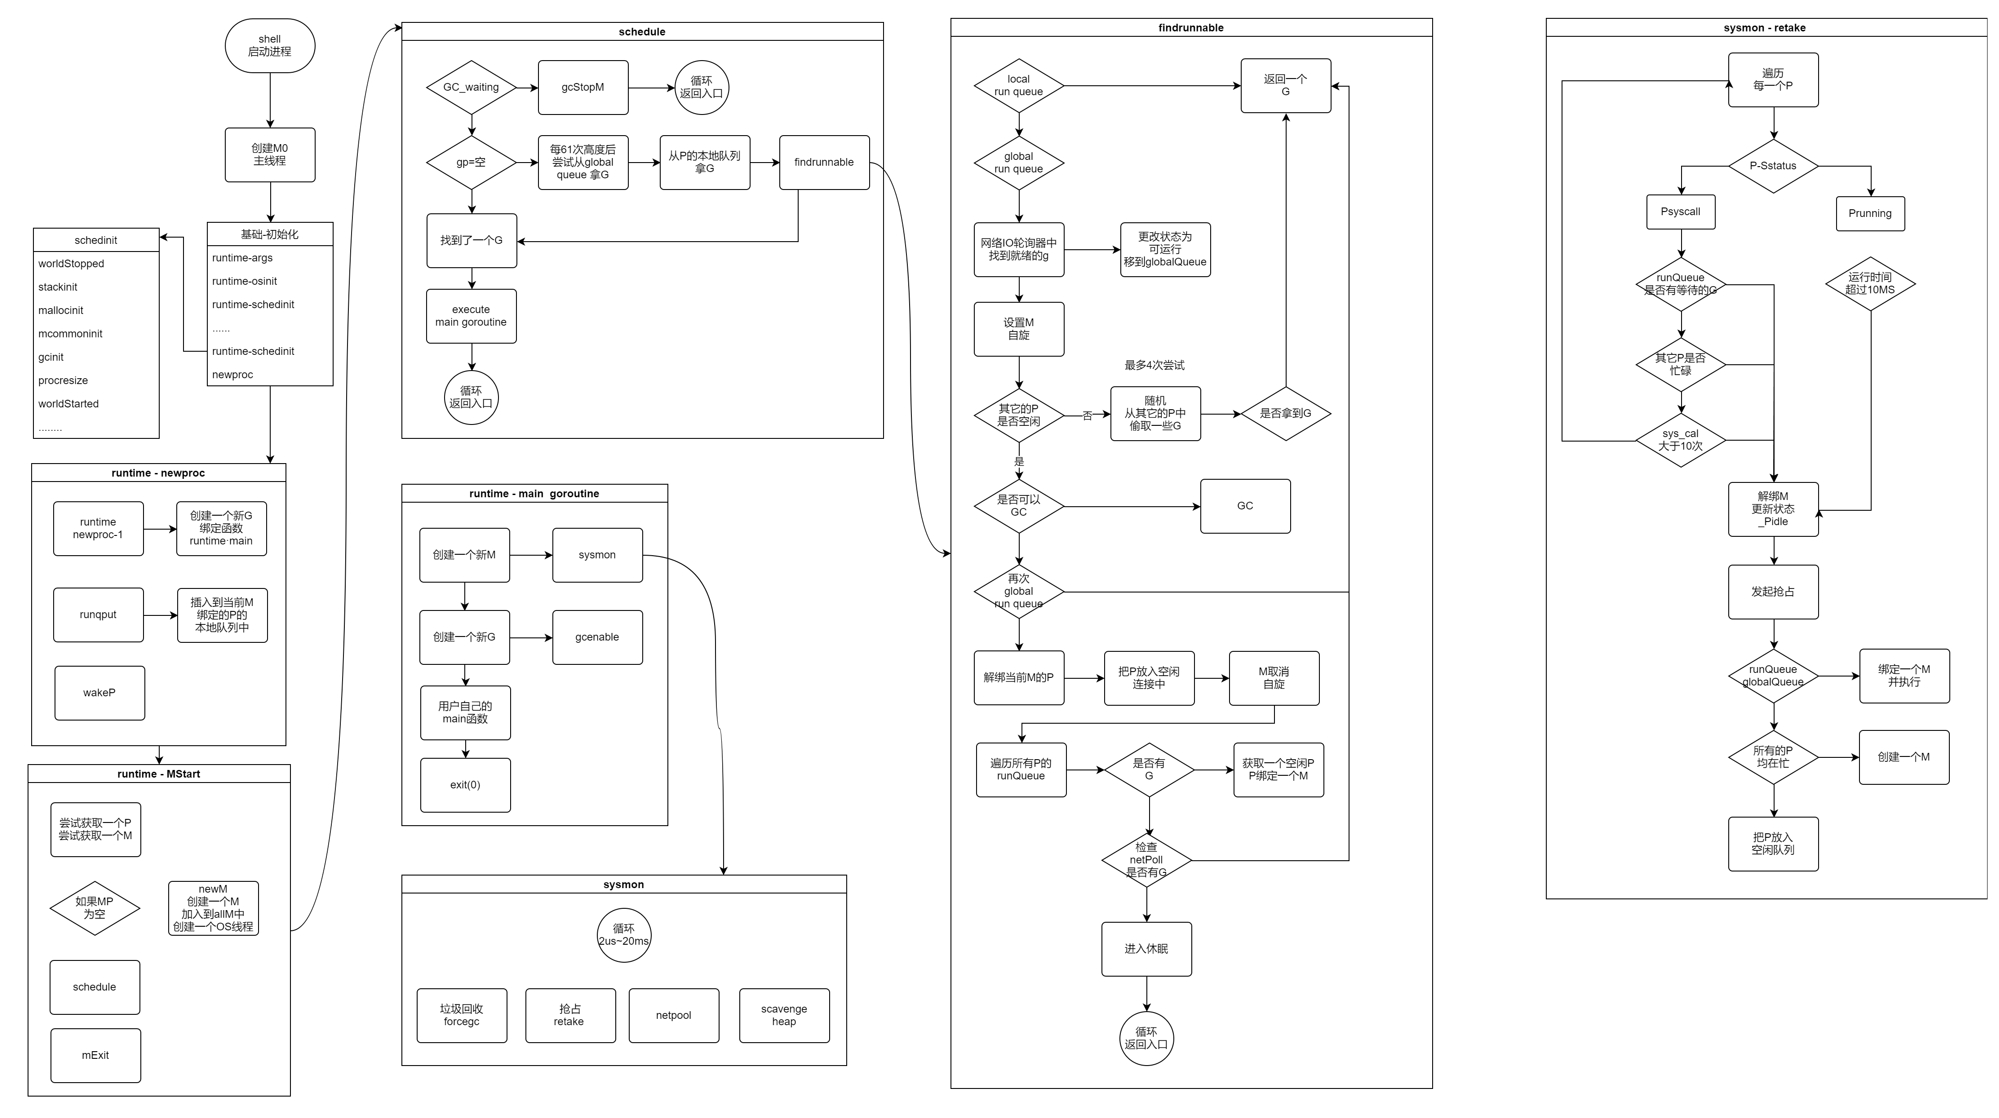 shell
启动进程
创建M0
主线程
基础-初始化
runtime-args
runtime-osinit
runtime-schedinit
......
runtime-schedinit
newproc
schedinit
worldStopped
stackinit
mallocinit
mcommoninit
gcinit
procresize
worldStarted
........
runtime - newproc
runtime
newproc-1
创建一个新G
绑定函数
runtime·main
runqput
插入到当前M
绑定的P的
本地队列中
wakeP
runtime - MStart
尝试获取一个P
尝试获取一个M
如果MP
为空
newM
创建一个M
加入到allM中
创建一个OS线程
schedule
mExit
schedule
GC_waiting
gcStopM
循环
返回入口
gp=空
每61次高度后
尝试从global
queue 拿G
从P的本地队列
拿G
findrunnable
找到了一个G
execute
main goroutine
循环
返回入口
runtime - main goroutine
创建一个新M
sysmon
创建一个新G
gcenable
用户自己的
main函数
exit(0)
sysmon
循环
2us~20ms
垃圾回收
forcegc
抢占
retake
netpool
scavenge
heap
findrunnable
local
run queue
返回一个
G
global
run queue
网络IO轮询器中
找到就绪的g
更改状态为
可运行
移到globalQueue
设置M
自旋
最多4次尝试
其它的P
是否空闲
否
随机
从其它的P中
偷取一些G
是否拿到G
是
是否可以
GC
GC
再次
global
run queue
解绑当前M的P
把P放入空闲
连接中
M取消
自旋
遍历所有P的
runQueue
是否有
G
获取一个空闲P
P绑定一个M
检查
netPoll
是否有G
进入休眠
循环
返回入口
sysmon - retake
遍历
每一个P
P-Sstatus
Psyscall
Prunning
runQueue
是否有等待的G
运行时间
超过10MS
其它P是否
忙碌
sys_cal
大于10次
解绑M
更新状态
_Pidle
发起抢占
runQueue
globalQueue
绑定一个M
并执行
所有的P
均在忙
创建一个M
把P放入
空闲队列